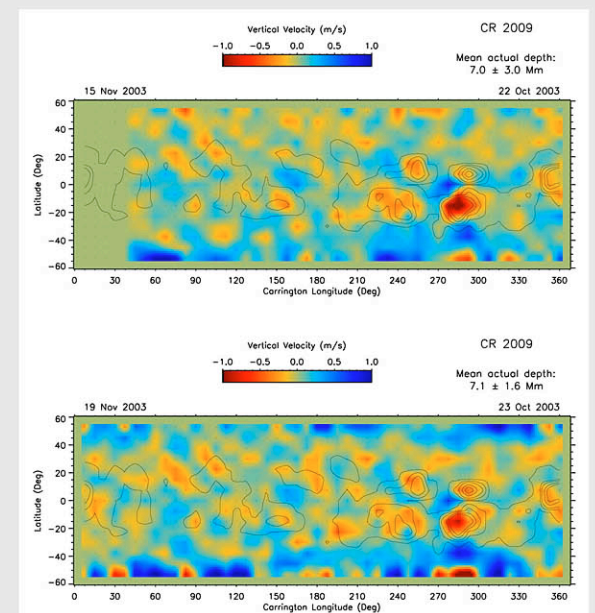 Vertical Velocity (m/s)
CR 2009
-1.0 -0.5 0.0 0.5 1.0
Mean actual depth:
7.0 ± 3.0 Mm
15 Nov 2003
22 Oct 2003
60
40
20
0
-20
-40
-60
Latitude (Deg)
0 30 60 90 120 150 180 210 240 270 300 330 360
Carrington Longitude (Deg)
Vertical Velocity (m/s)
CR 2009
-1.0 -0.5 0.0 0.5 1.0
Mean actual depth:
7.1 ± 1.6 Mm
19 Nov 2003
23 Oct 2003
60
40
20
0
-20
-40
-60
Latitude (Deg)
0 30 60 90 120 150 180 210 240 270 300 330 360
Carrington Longitude (Deg)